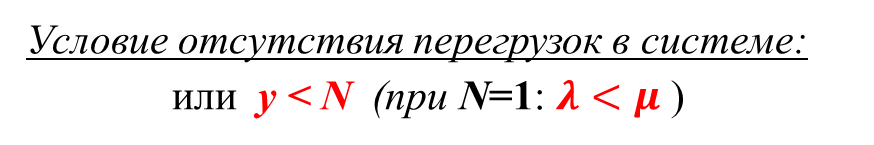 Условие отсутствия перегрузок в системе:
или y < N (при N=1: λ < μ )